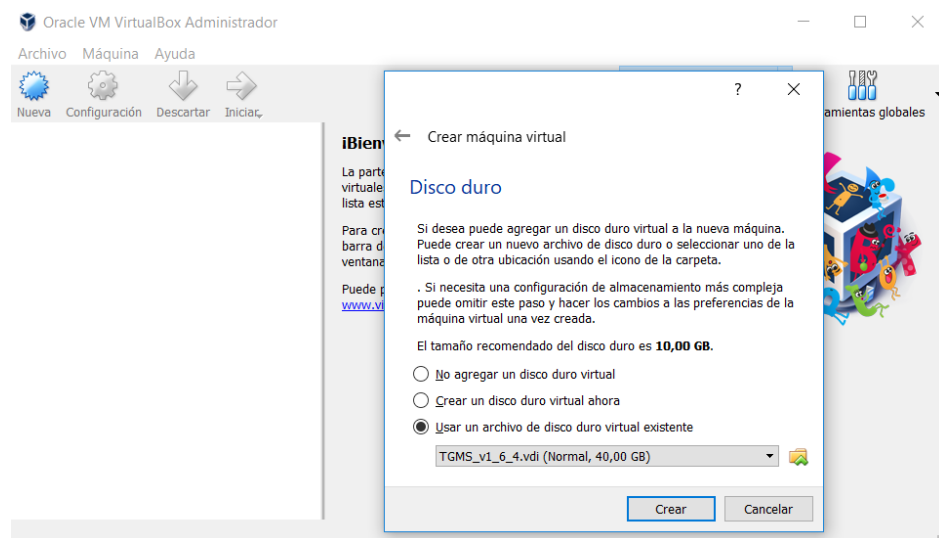 Oracle VM VirtualBox Administrador
Archivo Máquina Ayuda
Nueva Configuración Descartar Iniciar
amientas globales
¡Bien
La parte
virtuale
lista est
Para cr
barra d
ventana
Puede p
www.vi
?
Crear máquina virtual
Disco duro
Si desea puede agregar un disco duro virtual a la nueva máquina.
Puede crear un nuevo archivo de disco duro o seleccionar uno de la
lista o de otra ubicación usando el icono de la carpeta.
. Si necesita una configuración de almacenamiento más compleja
puede omitir este paso y hacer los cambios a las preferencias de la
máquina virtual una vez creada.
El tamaño recomendado del disco duro es 10,00 GB.
No agregar un disco duro virtual
Crear un disco duro virtual ahora
Usar un archivo de disco duro virtual existente
TGMS_v1_6_4.vdi (Normal, 40,00 GB)
Crear Cancelar